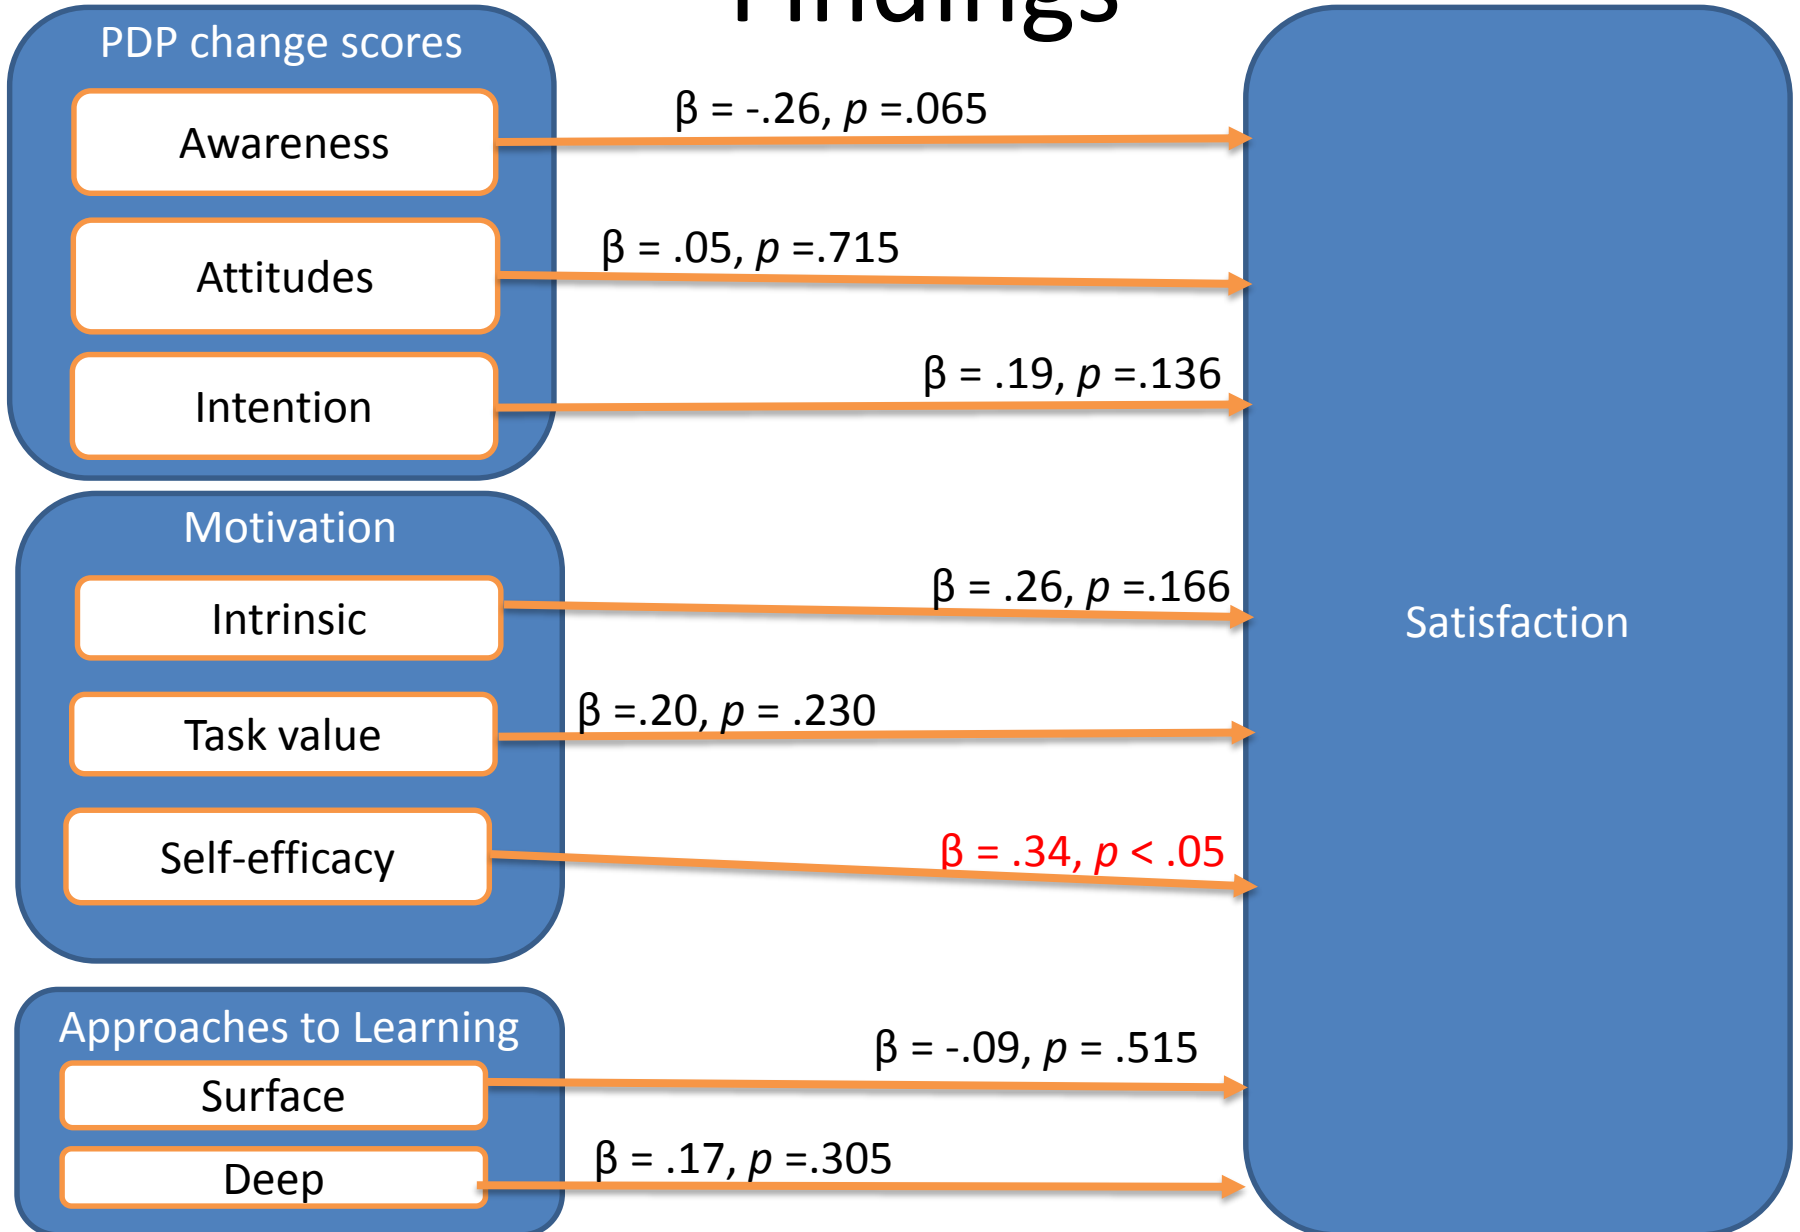 Findings
PDP change scores
Awareness
β = -.26, p =.065
Attitudes
β = .05, p =.715
Intention
β = .19, p =.136
Motivation
Intrinsic
β = .26, p =.166
Task value
β =.20, p = .230
Self-efficacy
β = .34, p < .05
Approaches to Learning
Surface
β = -.09, p = .515
Deep
β = .17, p =.305
Satisfaction